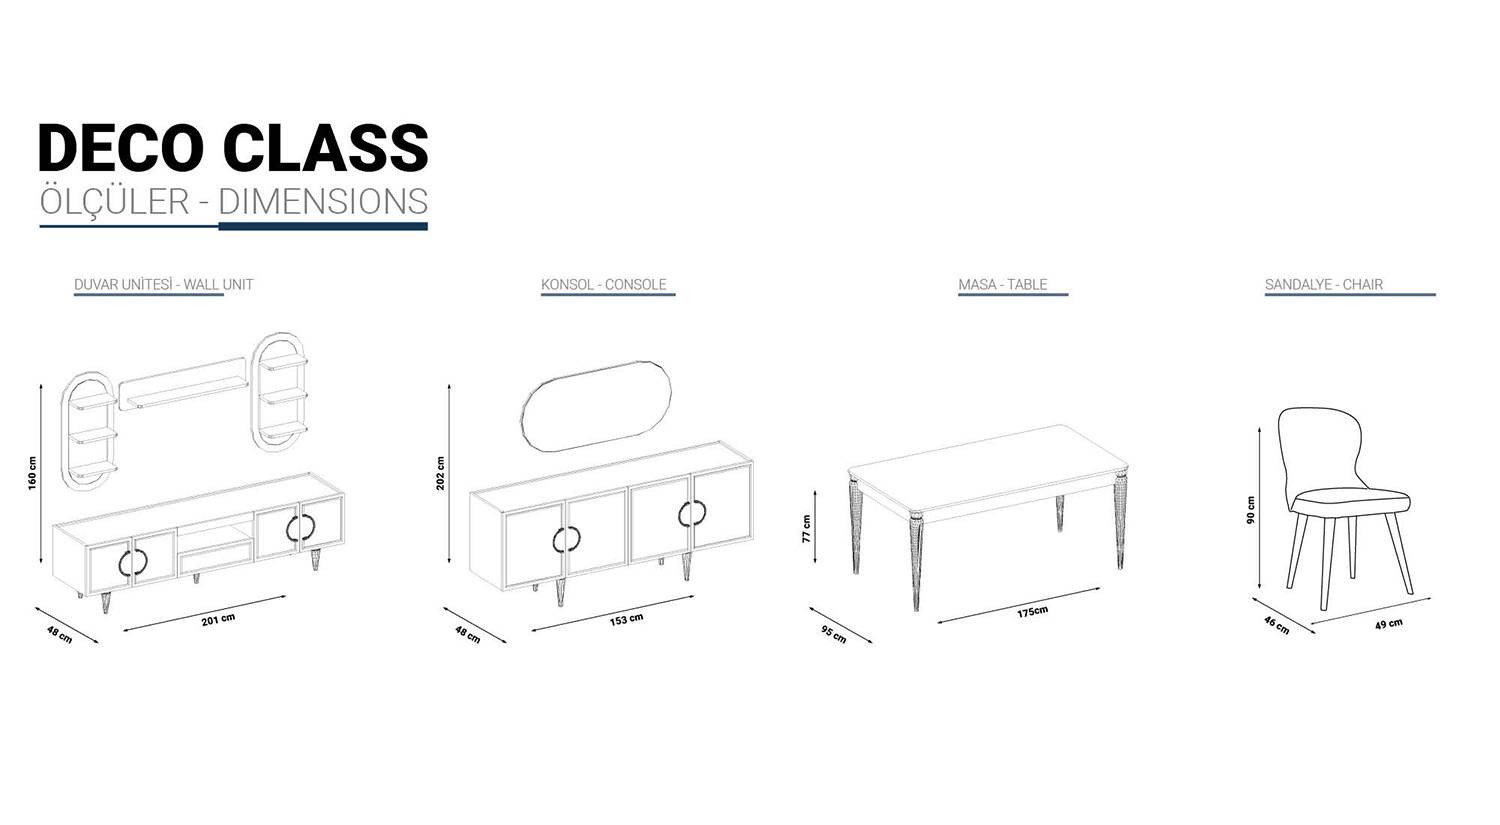 DECO CLASS
ÖLÇÜLER - DIMENSIONS
DUVAR UNİTESİ - WALL UNIT
160 cm
48 cm
201 cm
KONSOL - CONSOLE
202 cm
48 cm
153 cm
MASA - TABLE
77 cm
95 cm
175cm
SANDALYE - CHAIR
90 cm
46 cm
49 cm